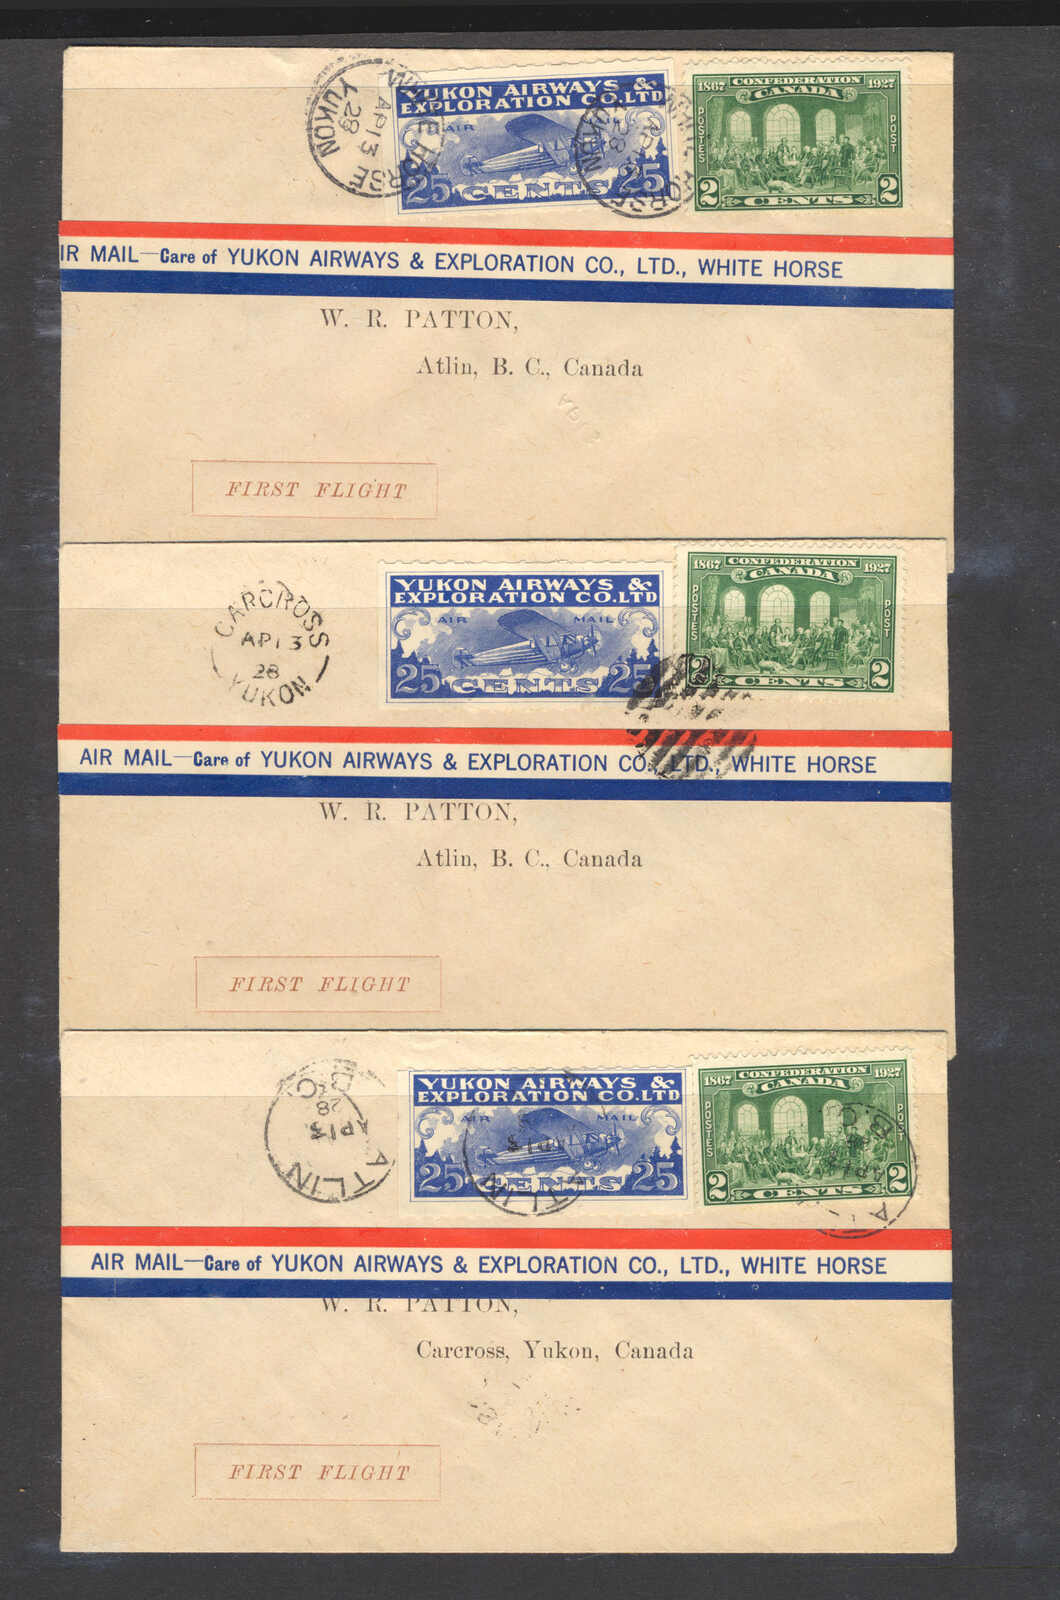 WHITE HORSE
AP 13
28
YUKON
YUKON AIRWAYS &
EXPLORATION CO. LTD
AIR
25 CENTS 25
1867 CONFEDERATION 1927
CANADA
POSTES POST
2 CENTS 2
IR MAIL—Care of YUKON AIRWAYS & EXPLORATION CO., LTD., WHITE HORSE
W. R. PATTON,
Atlin, B. C., Canada
FIRST FLIGHT
CARCROSS
AP 13
28
YUKON
YUKON AIRWAYS &
EXPLORATION CO. LTD
AIR MAIL
25 CENTS 25
1867 CONFEDERATION 1927
CANADA
POSTES POST
2 CENTS 2
AIR MAIL—Care of YUKON AIRWAYS & EXPLORATION CO., LTD., WHITE HORSE
W. R. PATTON,
Atlin, B. C., Canada
FIRST FLIGHT
ATLIN
AP 13
28
B.C.
YUKON AIRWAYS &
EXPLORATION CO. LTD
AIR MAIL
25 CENTS 25
ATLIN
1867 CONFEDERATION 1927
CANADA
POSTES POST
2 CENTS 2
AIR MAIL—Care of YUKON AIRWAYS & EXPLORATION CO., LTD., WHITE HORSE
W. R. PATTON,
Carcross, Yukon, Canada
FIRST FLIGHT